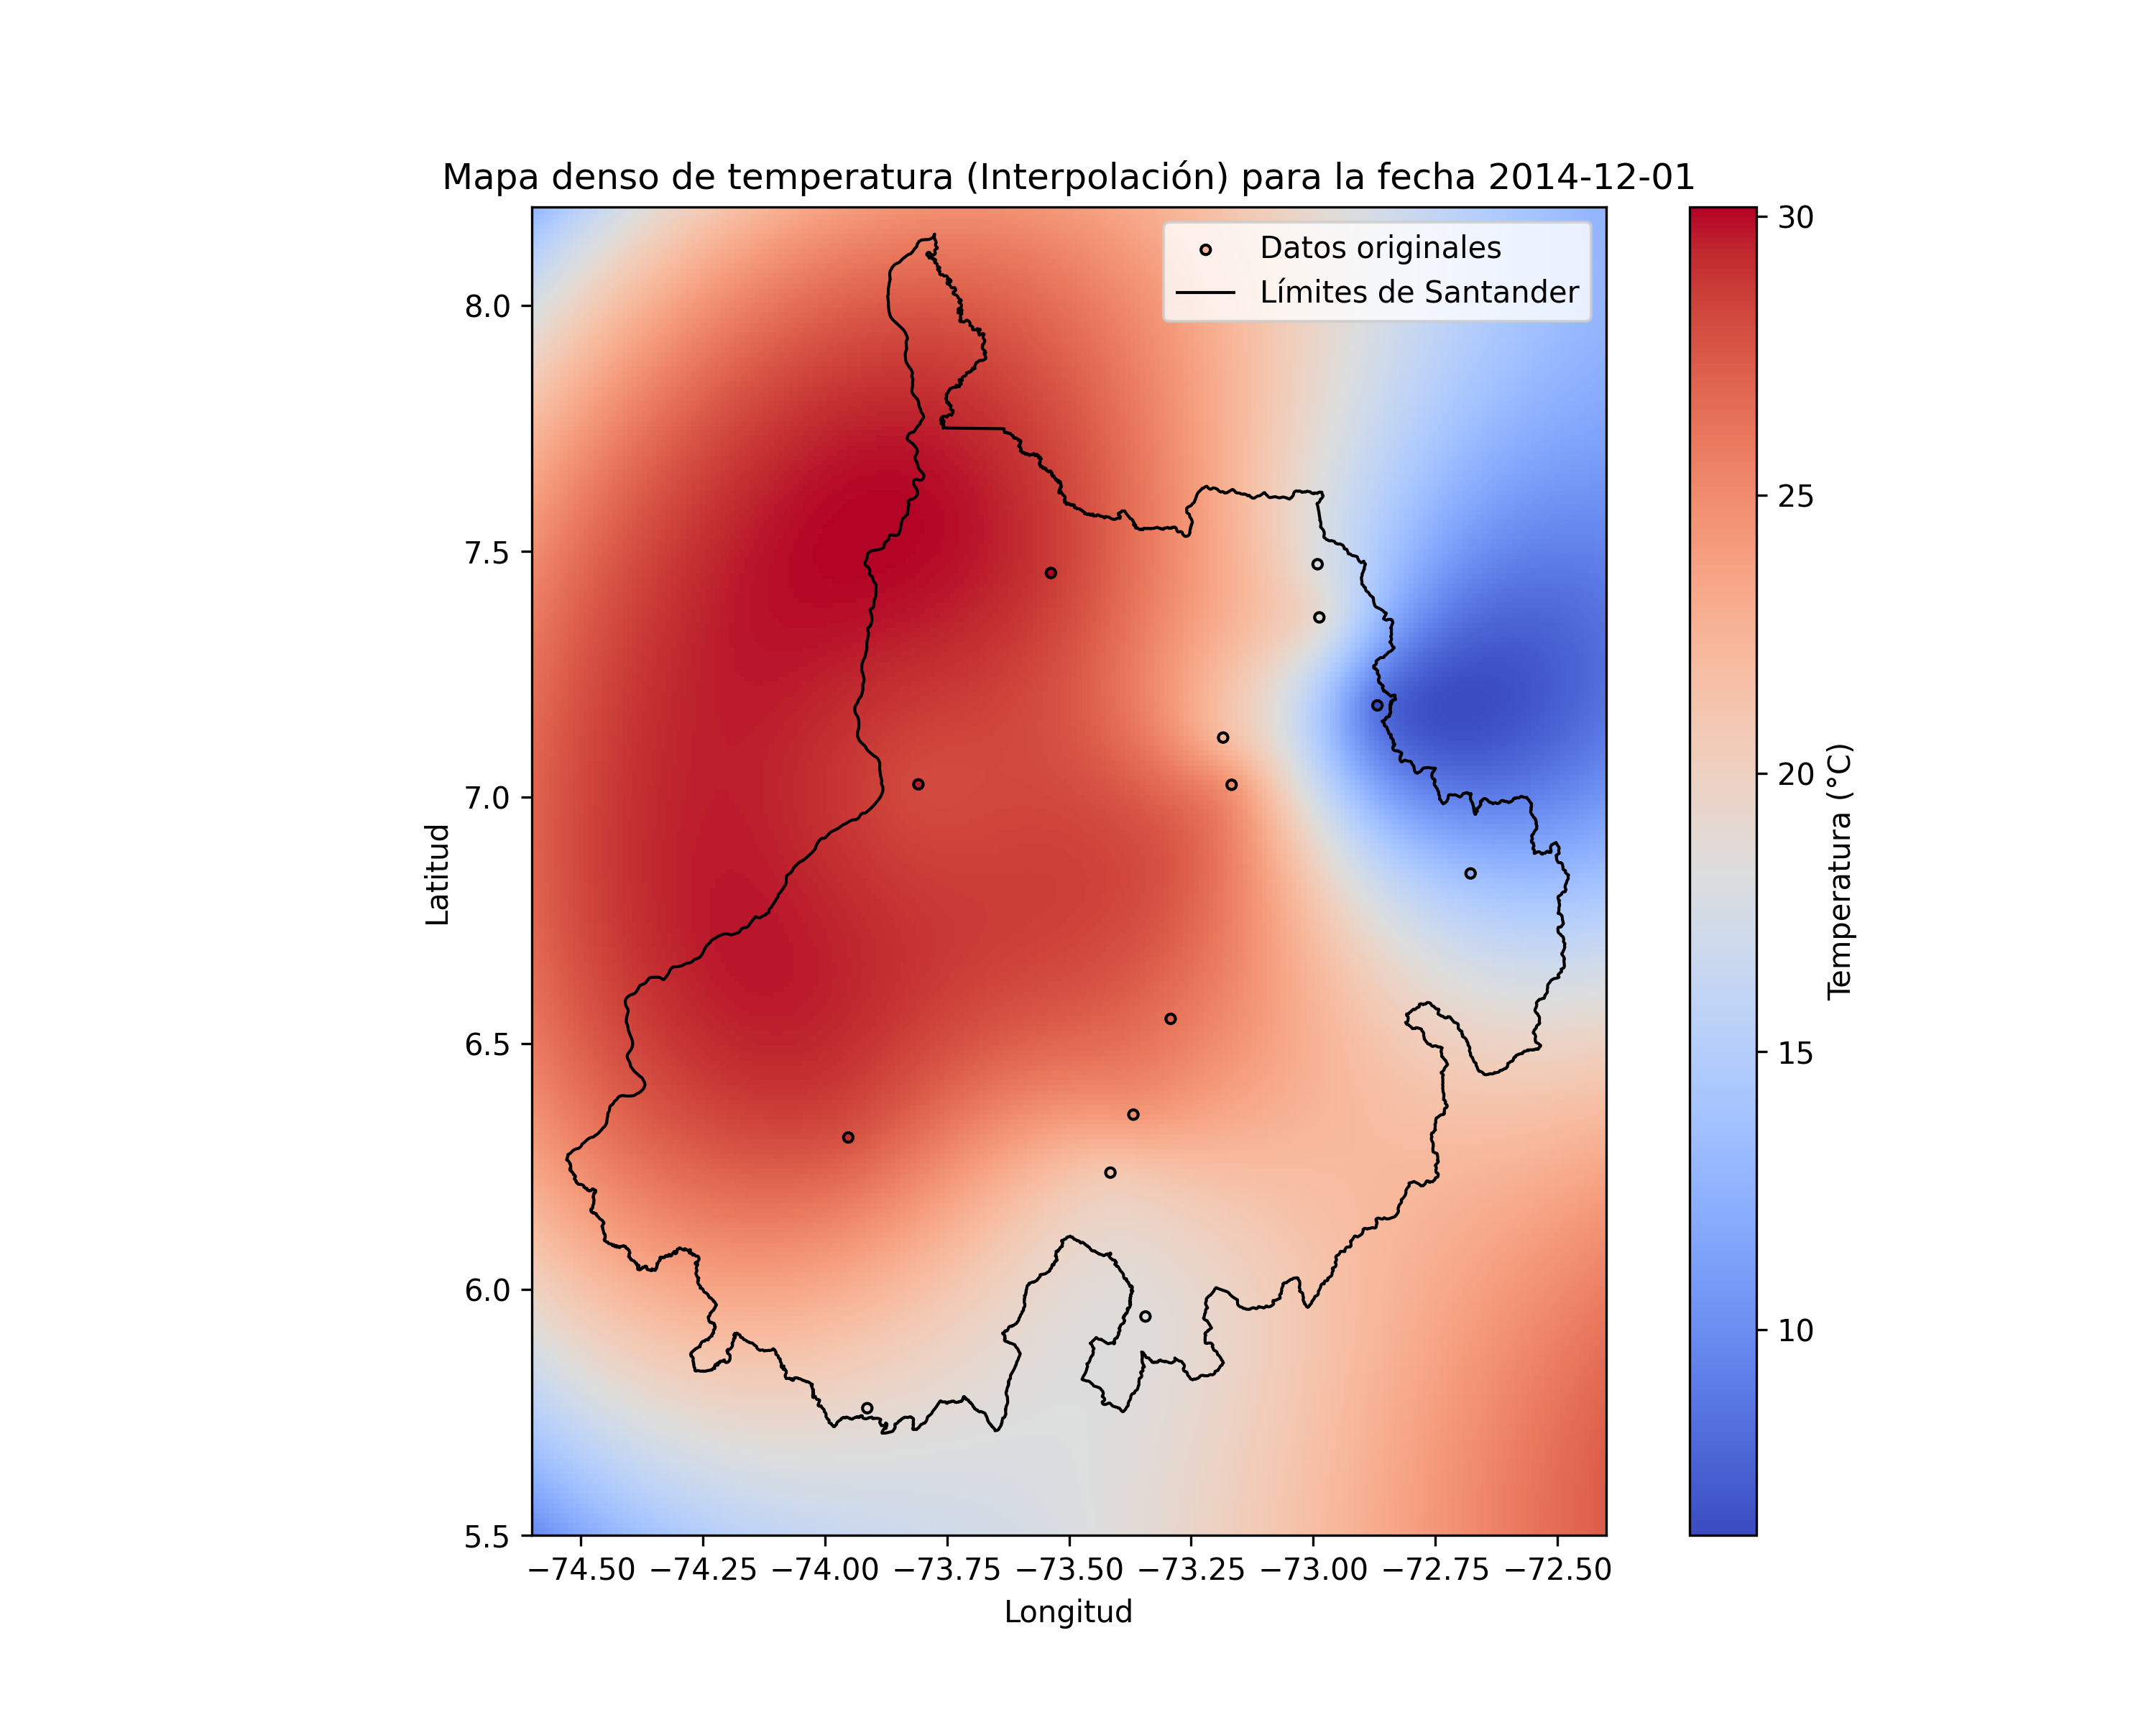 Mapa denso de temperatura (Interpolación) para la fecha 2014-12-01
Datos originales
Límites de Santander
8.0
7.5
7.0
6.5
6.0
5.5
Latitud
−74.50 −74.25 −74.00 −73.75 −73.50 −73.25 −73.00 −72.75 −72.50
Longitud
30
25
20
15
10
Temperatura (°C)